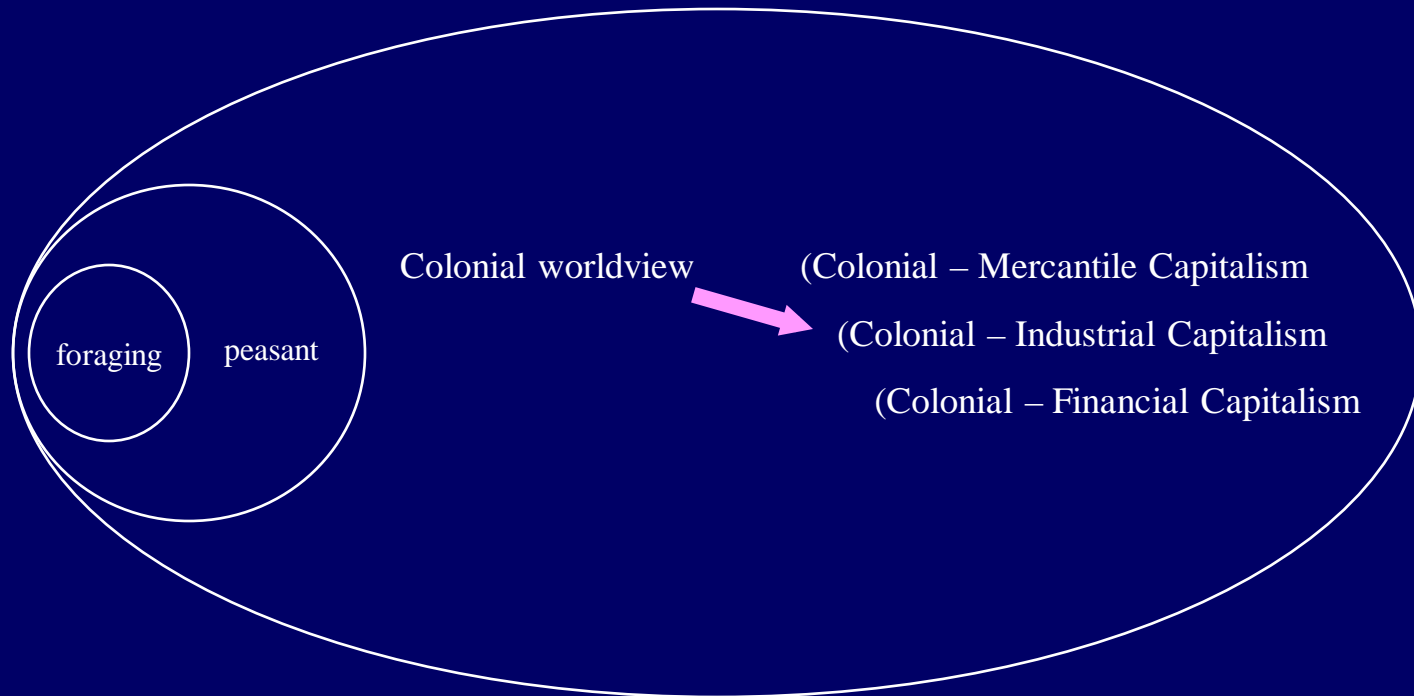 Colonial worldview
(Colonial – Mercantile Capitalism
(Colonial – Industrial Capitalism
foraging
peasant
(Colonial – Financial Capitalism